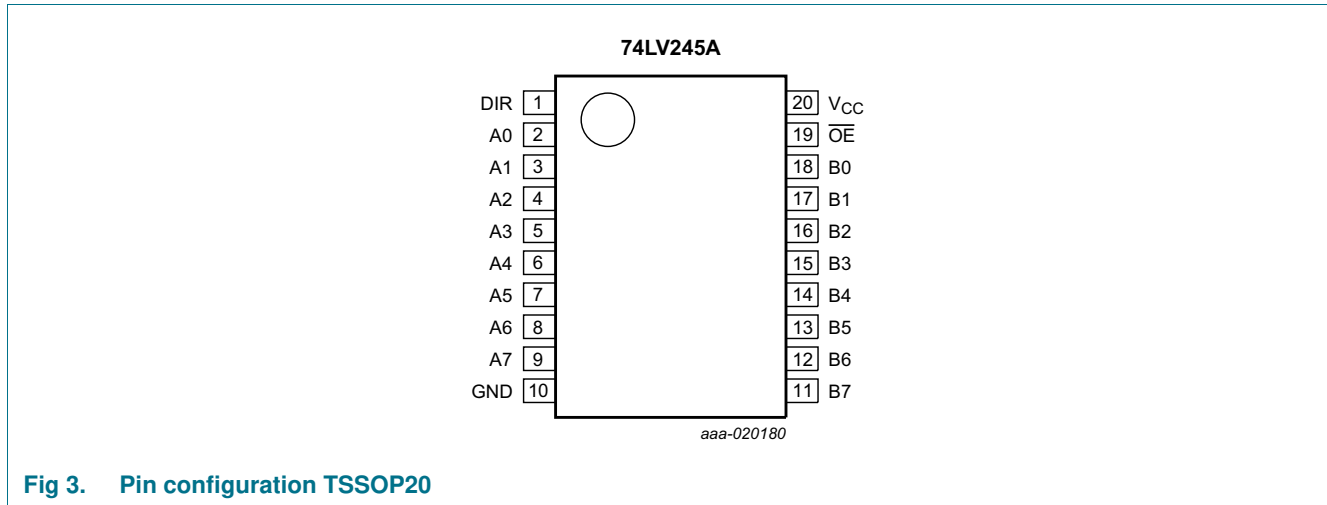 74LV245A
DIR 1 20 VCC
A0 2 19 O̅E̅
A1 3 18 B0
A2 4 17 B1
A3 5 16 B2
A4 6 15 B3
A5 7 14 B4
A6 8 13 B5
A7 9 12 B6
GND 10 11 B7
aaa-020180
Fig 3. Pin configuration TSSOP20